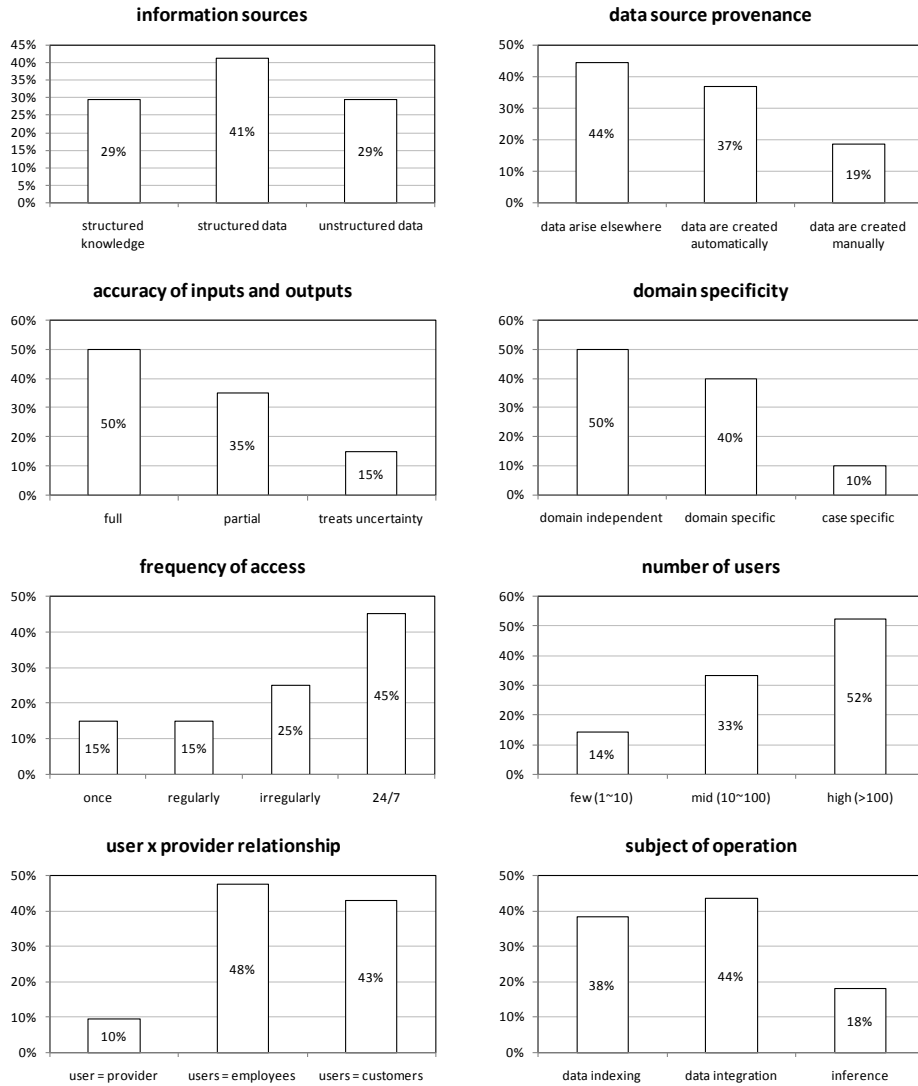 information sources
45%
40%
35%
30%
25%
20%
15%
10%
5%
0%
29%
41%
29%
structured knowledge
structured data
unstructured data
data source provenance
50%
40%
30%
20%
10%
0%
44%
37%
19%
data arise elsewhere
data are created automatically
data are created manually
accuracy of inputs and outputs
60%
50%
40%
30%
20%
10%
0%
50%
35%
15%
full
partial
treats uncertainty
domain specificity
60%
50%
40%
30%
20%
10%
0%
50%
40%
10%
domain independent
domain specific
case specific
frequency of access
50%
40%
30%
20%
10%
0%
15%
15%
25%
45%
once
regularly
irregularly
24/7
number of users
60%
50%
40%
30%
20%
10%
0%
14%
33%
52%
few (1~10)
mid (10~100)
high (>100)
user x provider relationship
50%
40%
30%
20%
10%
0%
10%
48%
43%
user = provider
users = employees
users = customers
subject of operation
50%
40%
30%
20%
10%
0%
38%
44%
18%
data indexing
data integration
inference